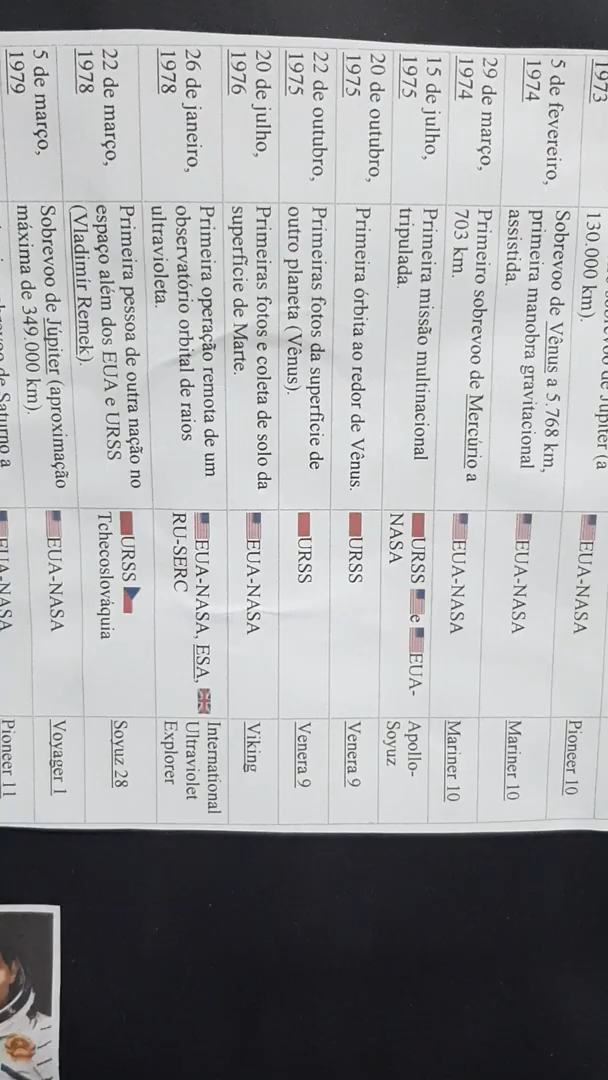 1973
130.000 km).
EUA-NASA
Pioneer 10
5 de fevereiro,
1974
Sobrevoo de Vênus a 5.768 km,
primeira manobra gravitacional
assistida.
EUA-NASA
Mariner 10
29 de março,
1974
Primeiro sobrevoo de Mercúrio a
703 km.
EUA-NASA
Mariner 10
15 de julho,
1975
Primeira missão multinacional
tripulada.
URSS e EUA-
NASA
Apollo-
Soyuz
20 de outubro,
1975
Primeira órbita ao redor de Vênus.
URSS
Venera 9
22 de outubro,
1975
Primeiras fotos da superfície de
outro planeta (Vênus).
URSS
Venera 9
20 de julho,
1976
Primeiras fotos e coleta de solo da
superfície de Marte.
EUA-NASA
Viking
26 de janeiro,
1978
Primeira operação remota de um
observatório orbital de raios
ultravioleta.
EUA-NASA, ESA,
RU-SERC
International
Ultraviolet
Explorer
22 de março,
1978
Primeira pessoa de outra nação no
espaço além dos EUA e URSS
(Vladimir Remek).
URSS
Tchecoslováquia
Soyuz 28
5 de março,
1979
Sobrevoo de Júpiter (aproximação
máxima de 349.000 km).
EUA-NASA
Voyager 1
de Saturno a
EUA-NASA
Pioneer 11